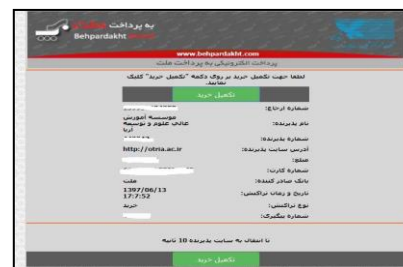 به پرداخت
Behpardakht
www.behpardakht.com
پرداخت الکترونیکی به پرداخت ملت
لطفا جهت تکمیل خرید بر روی دکمه "تکمیل خرید" کلیک
نمایید.
تکمیل خرید
شماره ارجاع:
نام پذیرنده: موسسه آموزش
عالی علوم و توسعه
آریا
شماره پذیرنده:
آدرس سایت پذیرنده: http://otria.ac.ir
مبلغ:
شماره کارت:
بانک صادر کننده: ملت
تاریخ و زمان تراکنش: 1397/06/13
17:7:52
نوع تراکنش: خرید
شماره پیگیری:
تا انتقال به سایت پذیرنده 10 ثانیه
تکمیل خرید